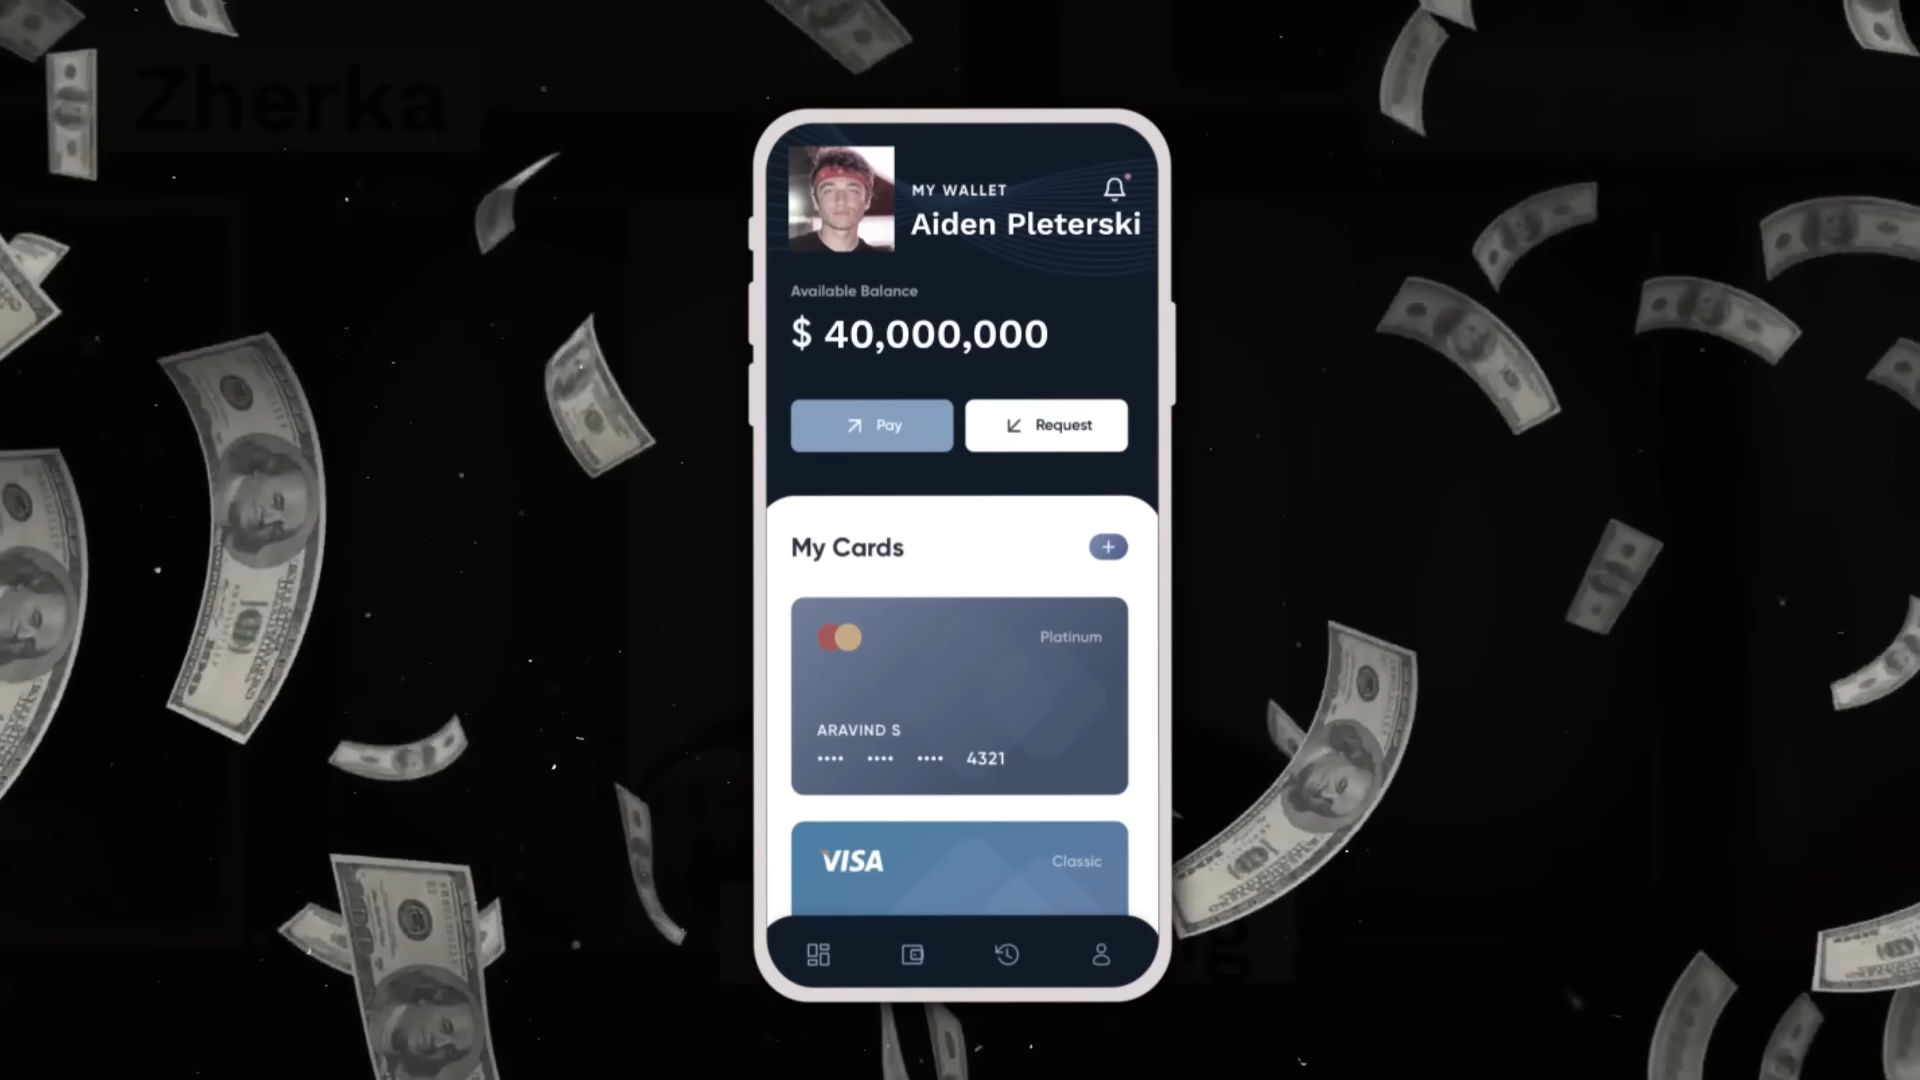 Zherka
MY WALLET
Aiden Pleterski
Available Balance
$ 40,000,000
Pay
Request
My Cards
+
Platinum
ARAVIND S
•••• •••• •••• 4321
VISA
Classic